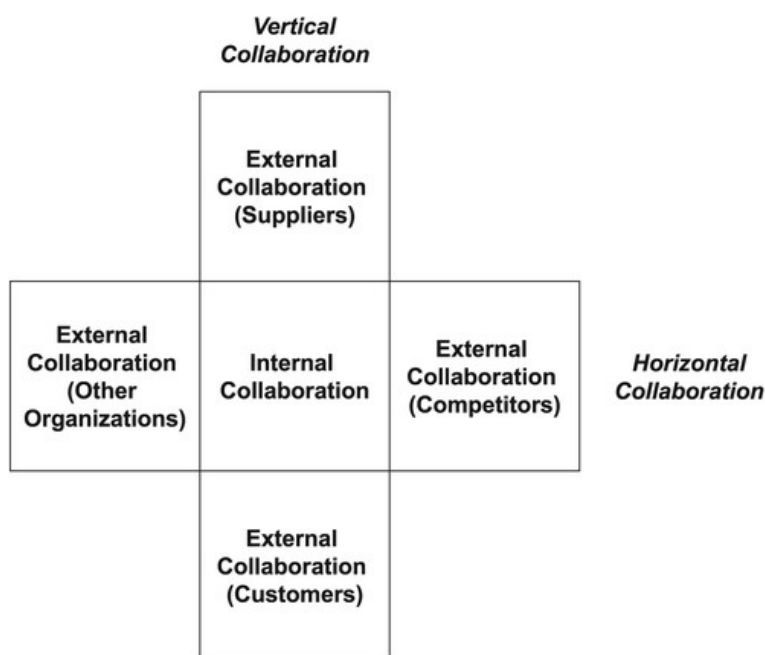 Vertical
Collaboration
External
Collaboration
(Suppliers)
External
Collaboration
(Other
Organizations)
Internal
Collaboration
External
Collaboration
(Competitors)
Horizontal
Collaboration
External
Collaboration
(Customers)